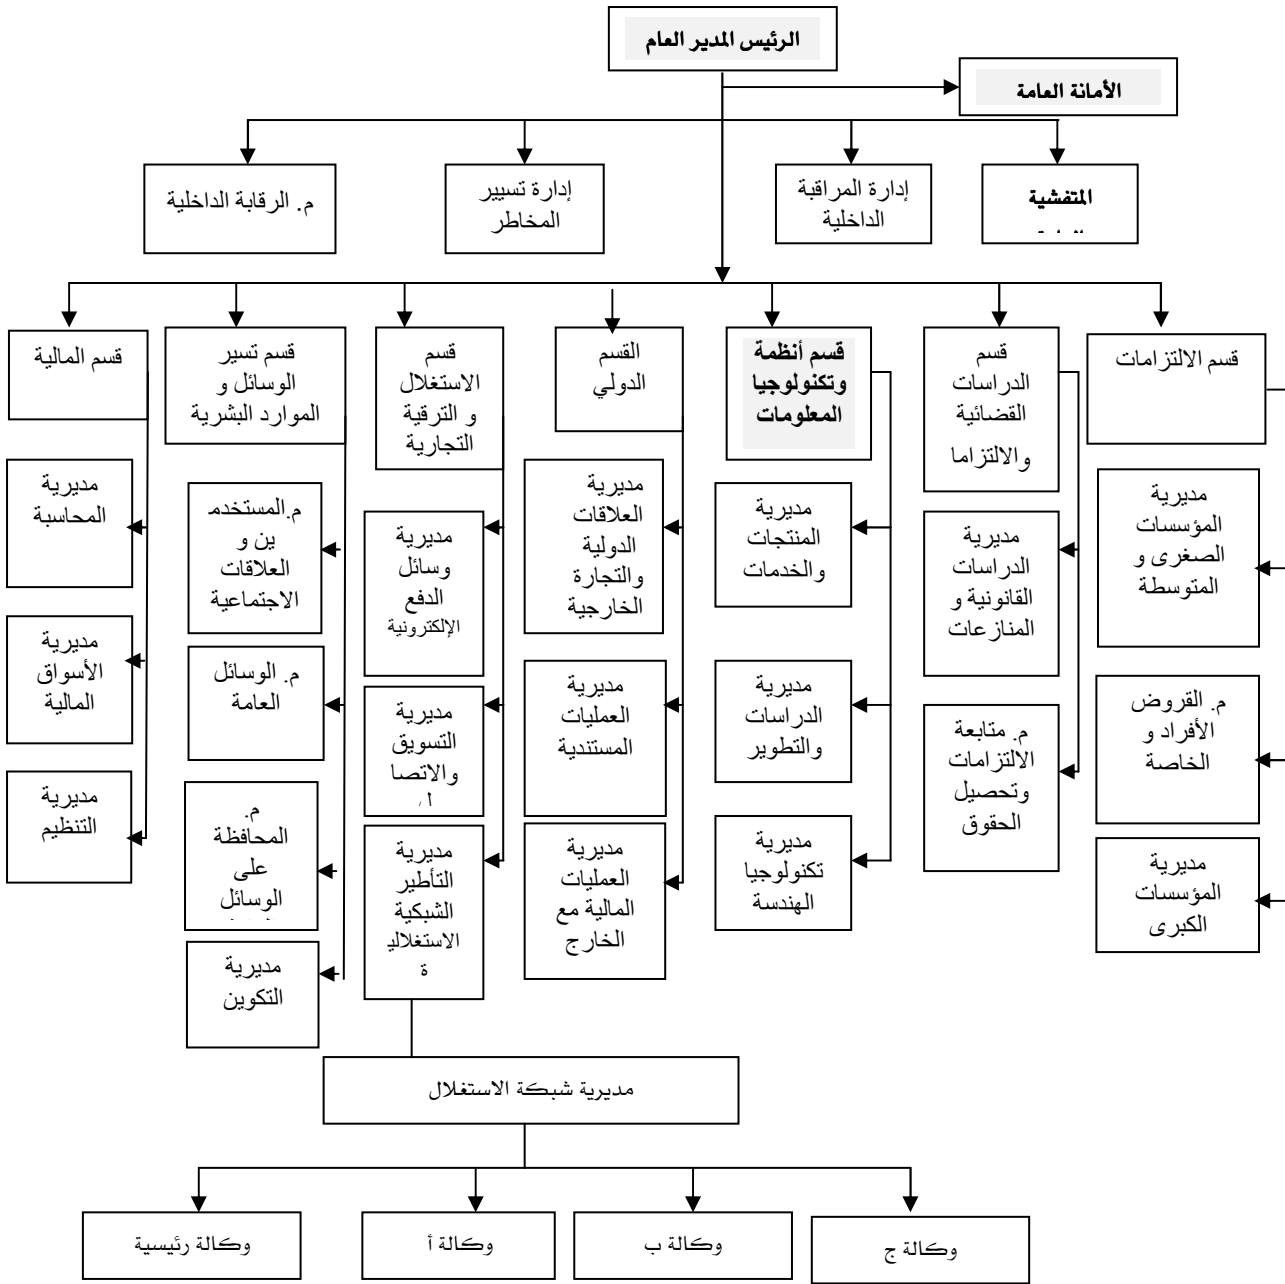 الرئيس المدير العام
الأمانة العامة
المتفشية
إدارة المراقبة
الداخلية
إدارة تسيير
المخاطر
م. الرقابة الداخلية
قسم الالتزامات
قسم
الدراسات
القضائية
والالتزاما
قسم أنظمة
وتكنولوجيا
المعلومات
القسم
الدولي
قسم
الاستغلال
و الترقية
التجارية
قسم تسير
الوسائل و
الموارد البشرية
قسم المالية
مديرية
المؤسسات
الصغرى و
المتوسطة
م. القروض
الأفراد و
الخاصة
مديرية
المؤسسات
الكبرى
مديرية
الدراسات
القانونية و
المنازعات
م. متابعة
الالتزامات
وتحصيل
الحقوق
مديرية
المنتجات
والخدمات
مديرية
الدراسات
والتطوير
مديرية
تكنولوجيا
الهندسة
مديرية
العلاقات
الدولية
والتجارة
الخارجية
مديرية
العمليات
المستندية
مديرية
العمليات
المالية مع
الخارج
مديرية
وسائل
الدفع
الإلكترونية
مديرية
التسويق
والاتصا
ل
مديرية
التأطير
الشبكية
الاستغلالي
ة
م.المستخدم
ين و
العلاقات
الاجتماعية
م. الوسائل
العامة
م.
المحافظة
على
الوسائل
مديرية
التكوين
مديرية
المحاسبة
مديرية
الأسواق
المالية
مديرية
التنظيم
مديرية شبكة الاستغلال
وكالة ج
وكالة ب
وكالة أ
وكالة رئيسية